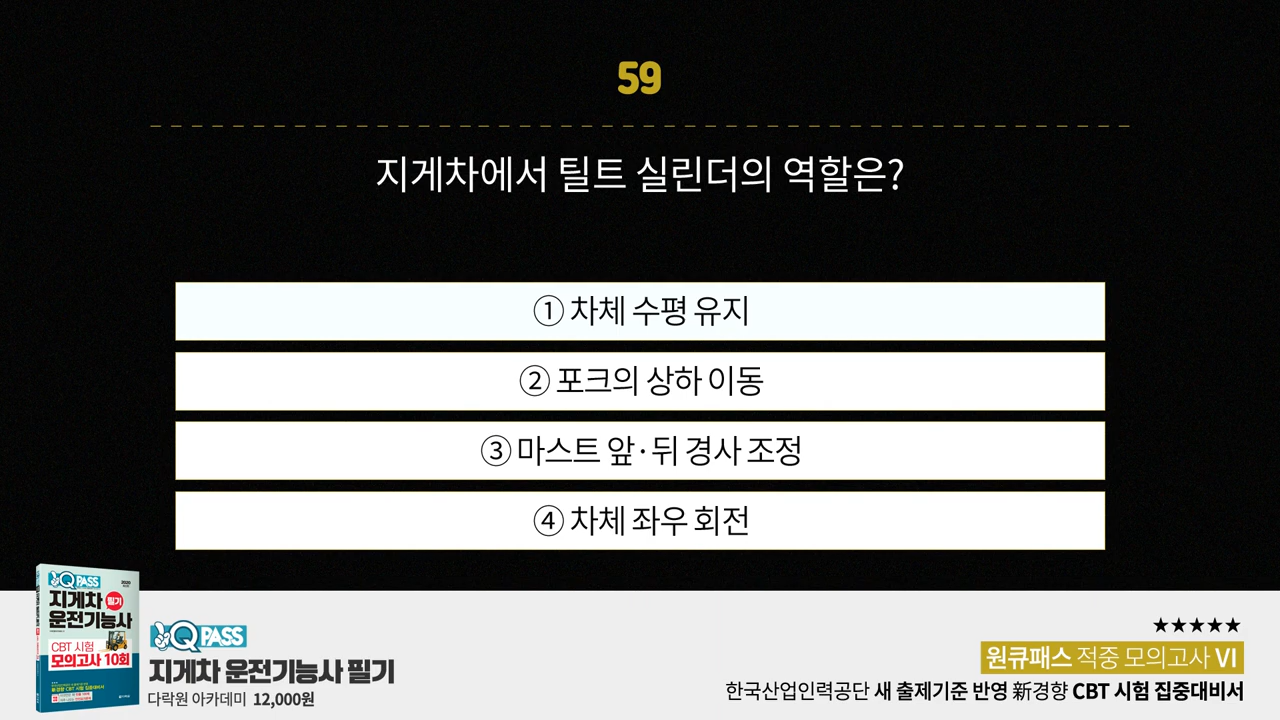 59
지게차에서 틸트 실린더의 역할은?
① 차체 수평 유지
② 포크의 상하 이동
③ 마스트 앞·뒤 경사 조정
④ 차체 좌우 회전
Q PASS
2026
지게차 필기
운전기능사
CBT 시험
모의고사 10회
Q PASS
지게차 운전기능사 필기
다락원 아카데미 12,000원
★★★★★
원큐패스 적중 모의고사 VI
한국산업인력공단 새 출제기준 반영 新경향 CBT 시험 집중대비서